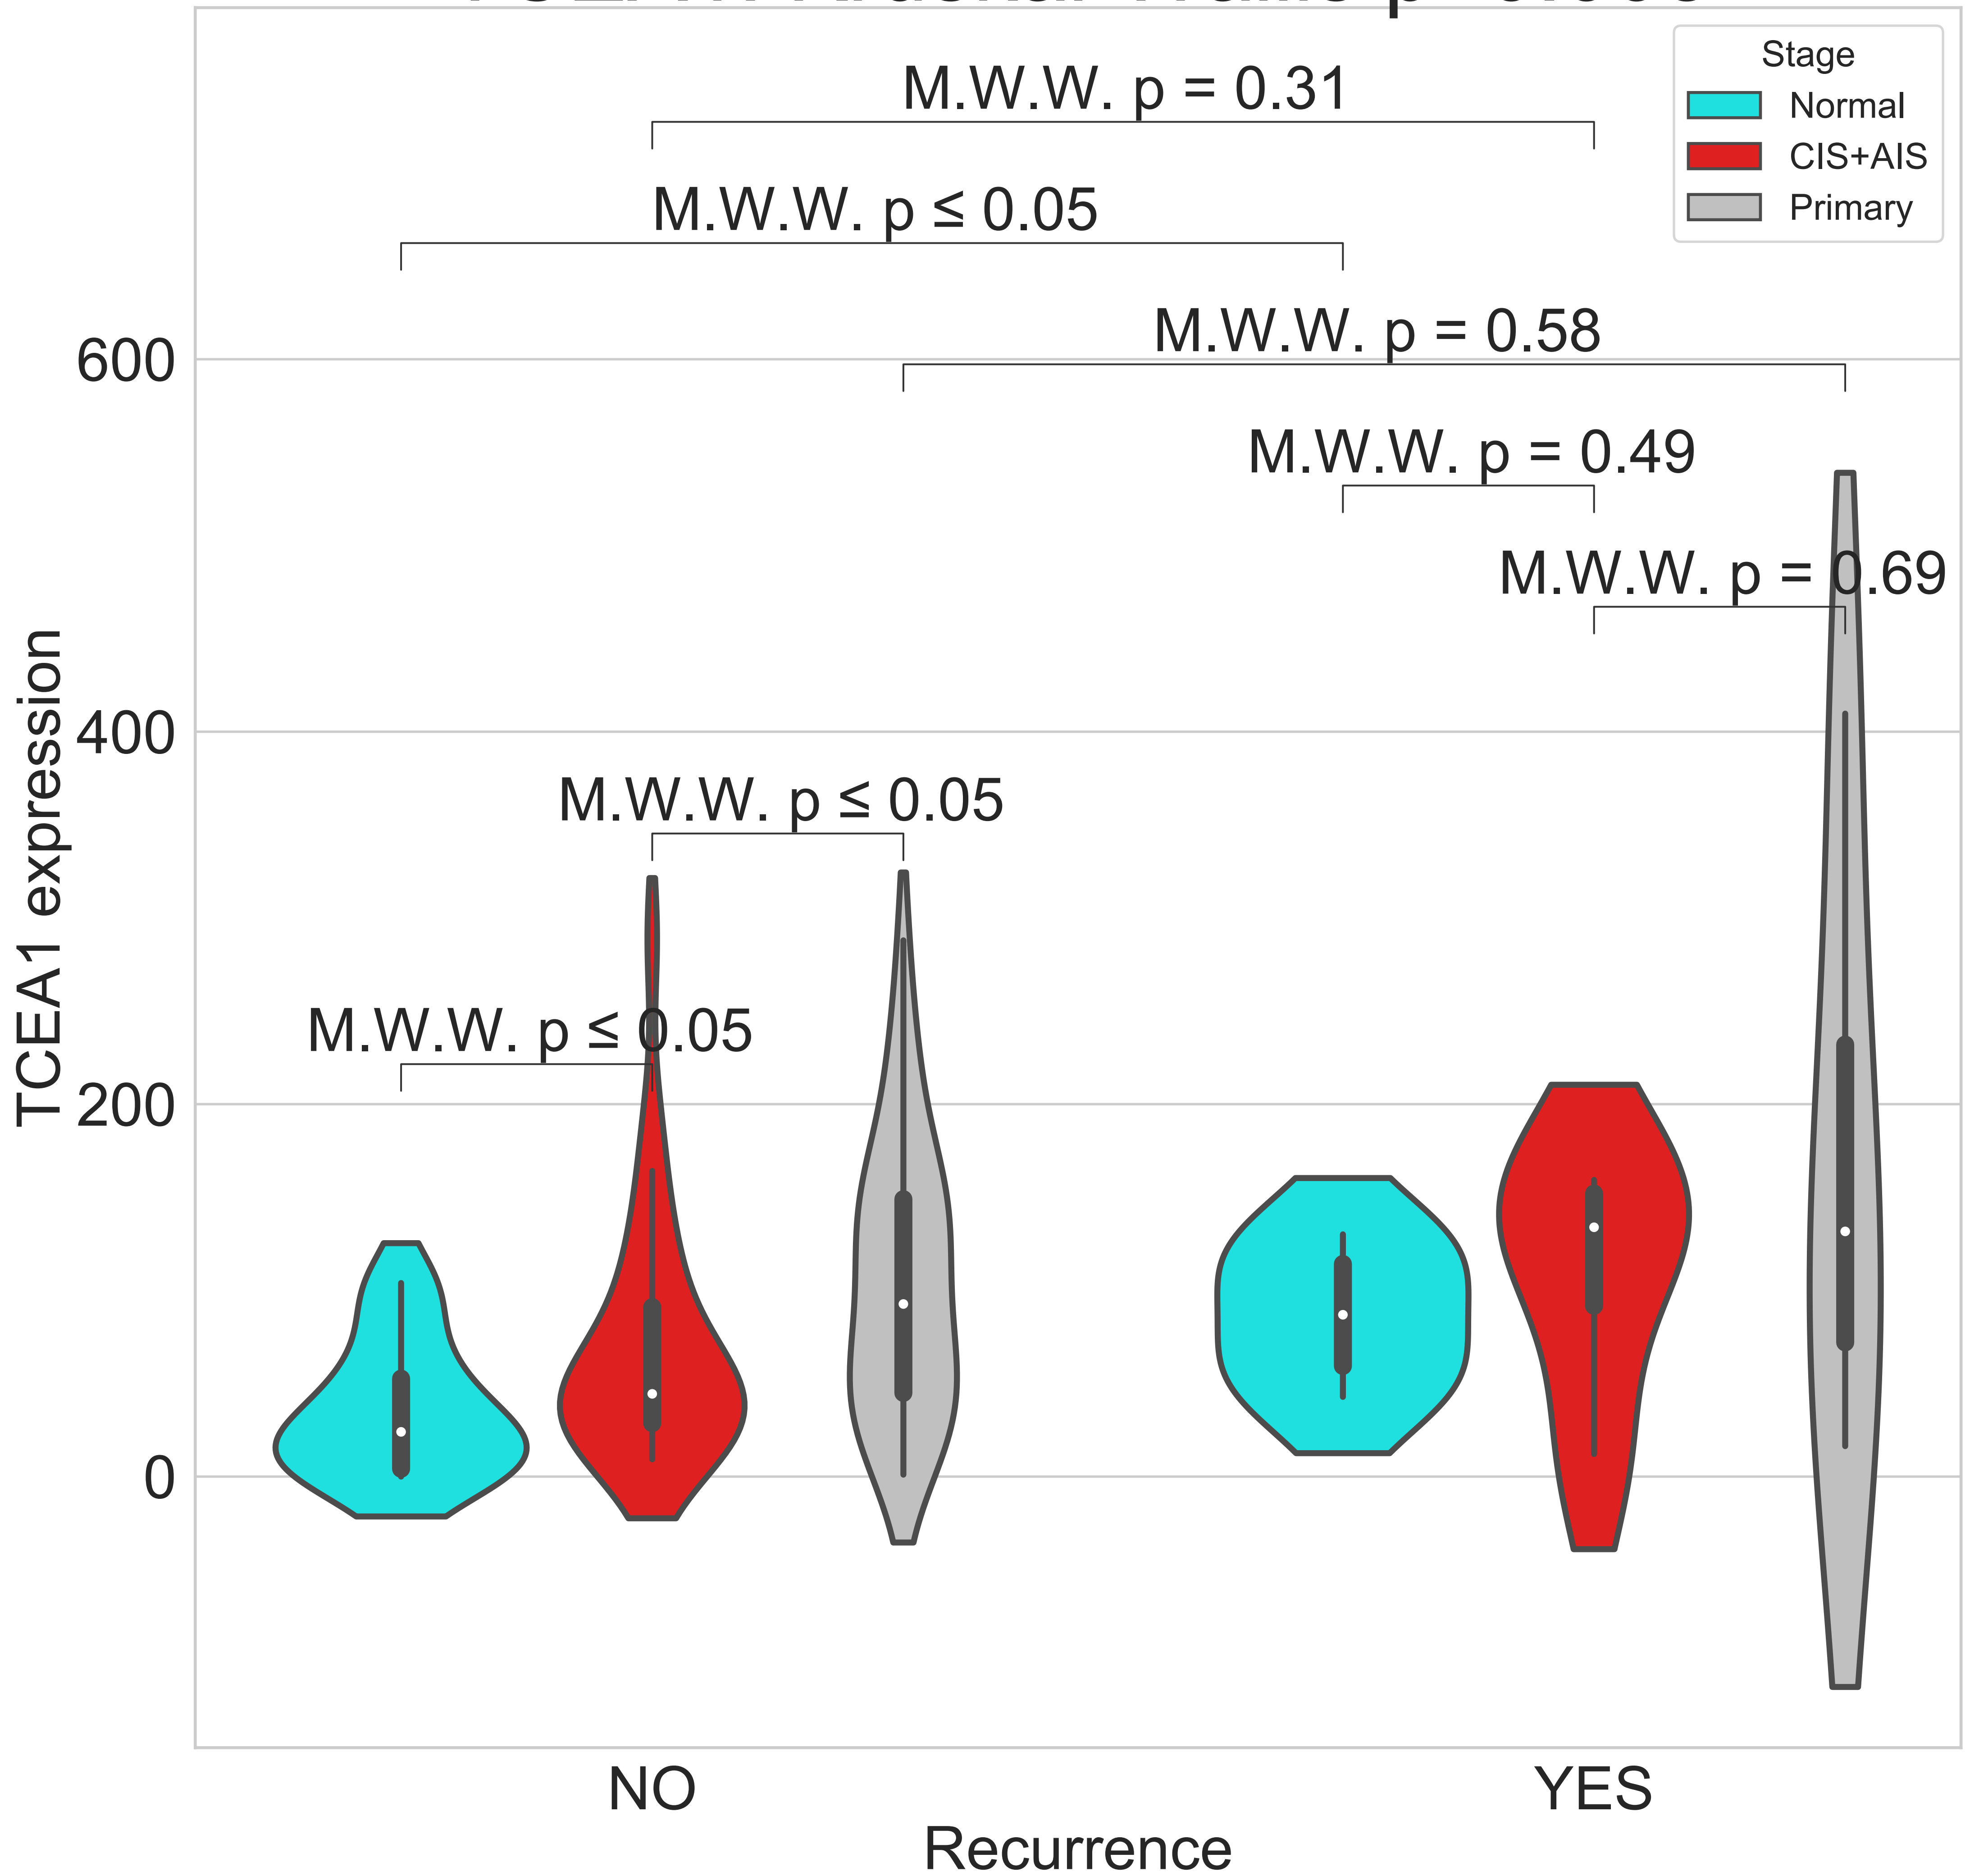 M.W.W. p = 0.31
Stage
Normal
CIS+AIS
Primary
M.W.W. p ≤ 0.05
M.W.W. p = 0.58
600
M.W.W. p = 0.49
M.W.W. p = 0.69
400
M.W.W. p ≤ 0.05
M.W.W. p ≤ 0.05
200
0
TCEA1 expression
NO
YES
Recurrence